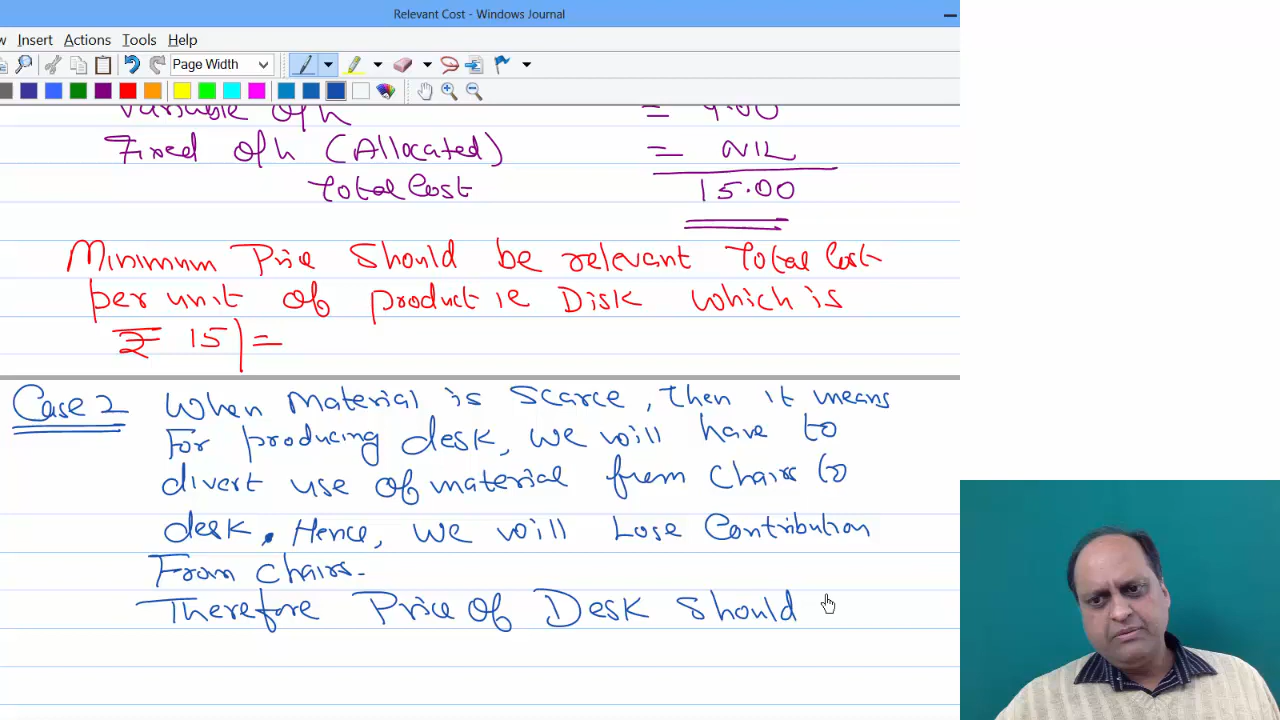 Relevant Cost - Windows Journal
Insert Actions Tools Help
Page Width
Variable o/h = 4.00
Fixed o/h (Allocated) = NIL
Total Cost 15.00
Minimum Price Should be relevant Total Cost
per unit of product ie Disk which is
₹ 15/=
Case 2 When material is Scarce, then it means
For producing desk, we will have to
divert use of material from chairs to
desk. Hence, we will Lose Contribution
From chairs.
Therefore Price of Desk Should